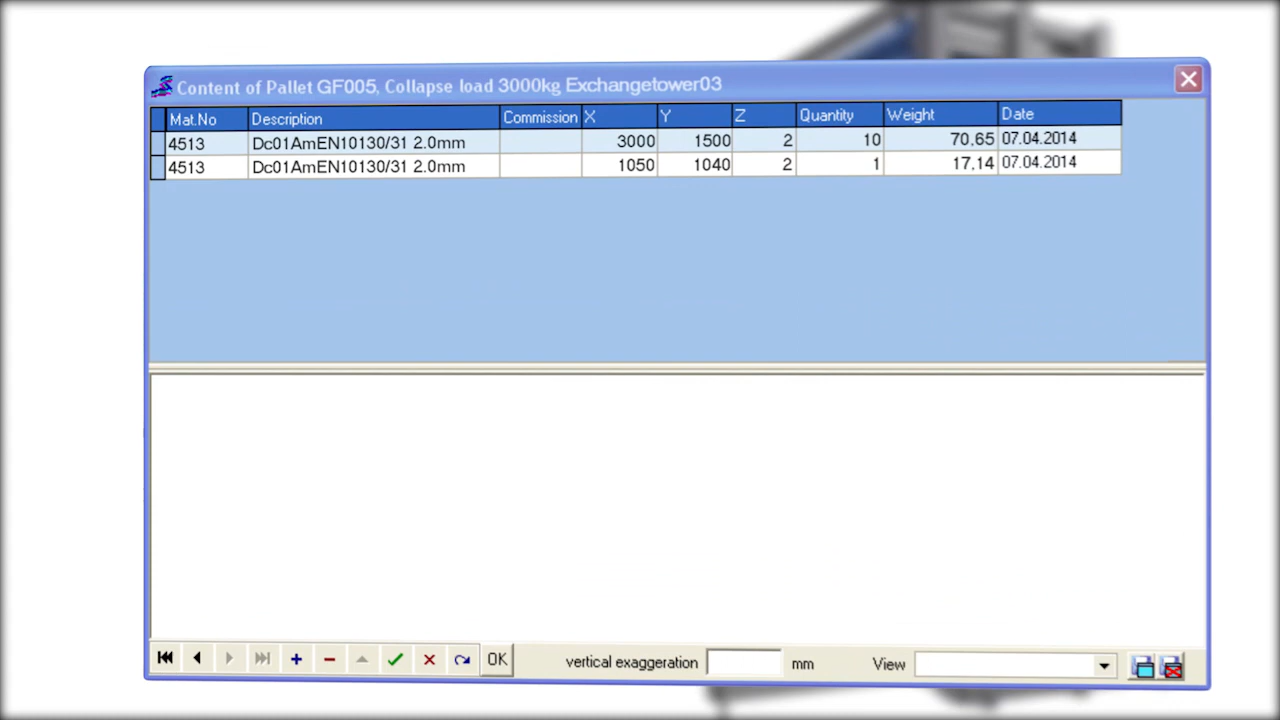 Content of Pallet GF005, Collapse load 3000kg Exchangetower03
Mat.No Description Commission X Y Z Quantity Weight Date
4513 Dc01AmEN10130/31 2.0mm 3000 1500 2 10 70.65 07.04.2014
4513 Dc01AmEN10130/31 2.0mm 1050 1040 2 1 17.14 07.04.2014
OK vertical exaggeration mm View